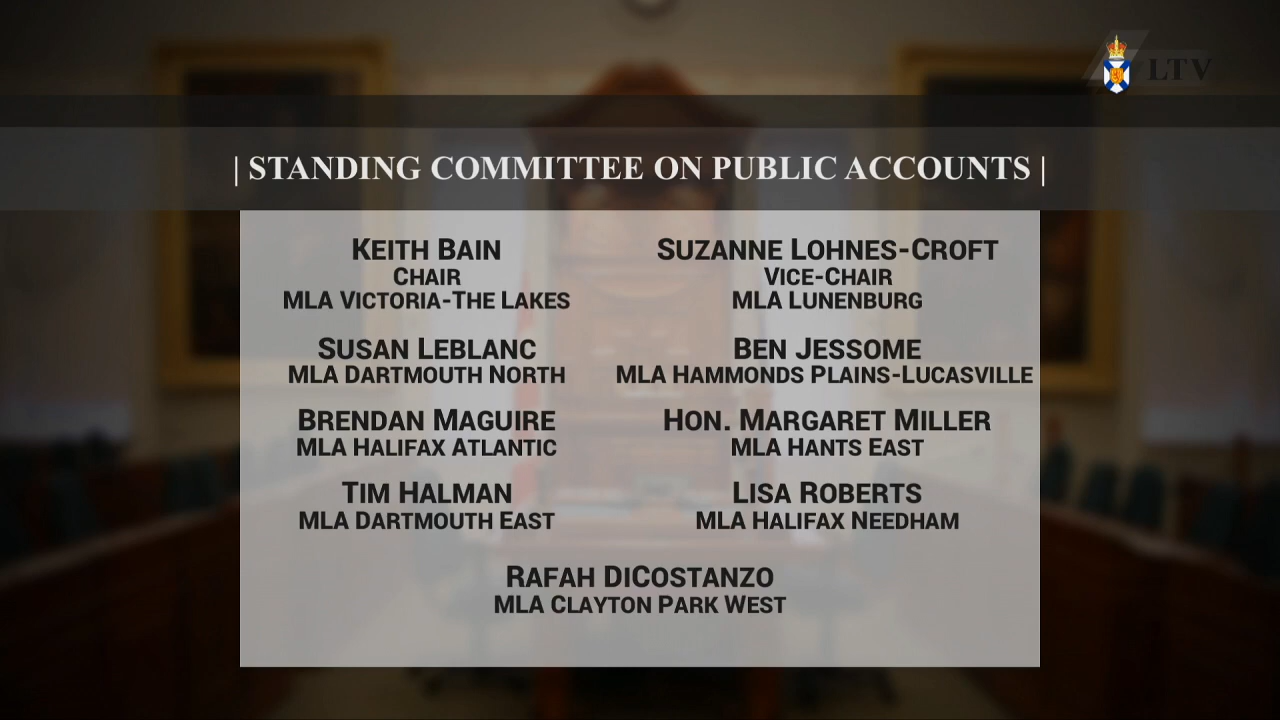 LTV
| STANDING COMMITTEE ON PUBLIC ACCOUNTS |
KEITH BAIN
CHAIR
MLA VICTORIA-THE LAKES
SUZANNE LOHNES-CROFT
VICE-CHAIR
MLA LUNENBURG
SUSAN LEBLANC
MLA DARTMOUTH NORTH
BEN JESSOME
MLA HAMMONDS PLAINS-LUCASVILLE
BRENDAN MAGUIRE
MLA HALIFAX ATLANTIC
HON. MARGARET MILLER
MLA HANTS EAST
TIM HALMAN
MLA DARTMOUTH EAST
LISA ROBERTS
MLA HALIFAX NEEDHAM
RAFAH DICOSTANZO
MLA CLAYTON PARK WEST